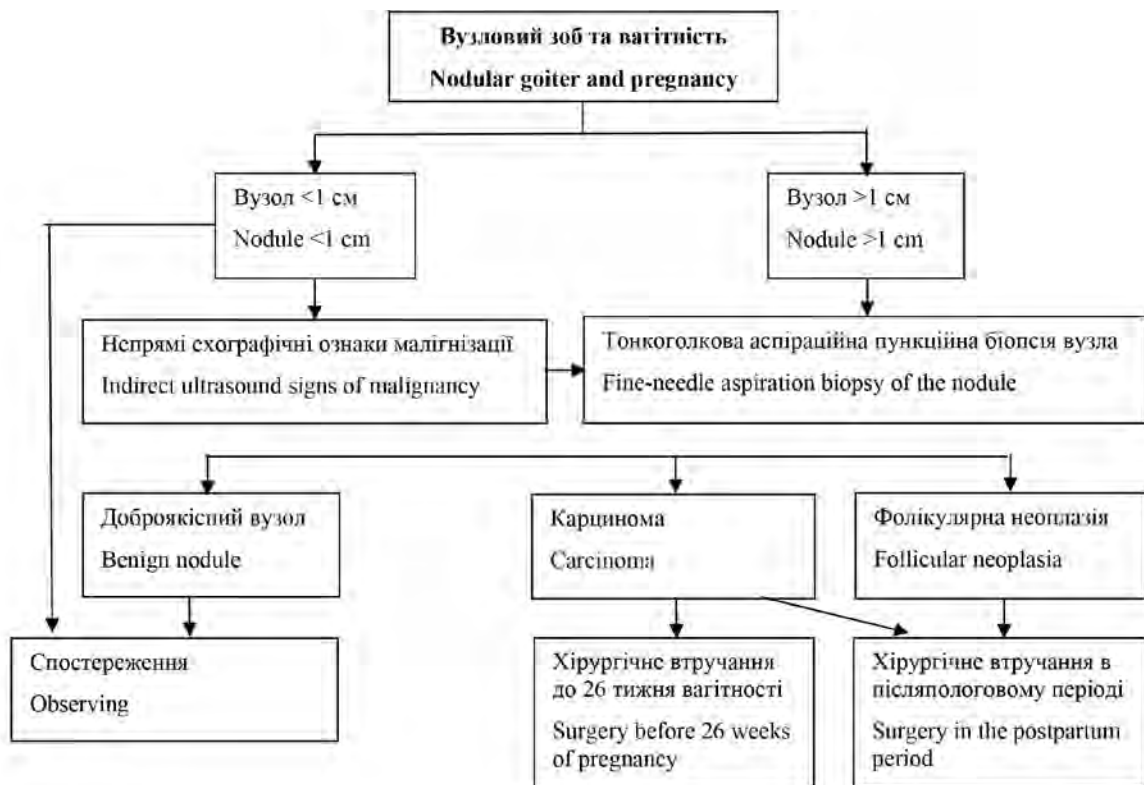 Вузловий зоб та вагітність
Nodular goiter and pregnancy
Вузол <1 см
Nodule <1 cm
Вузол >1 см
Nodule >1 cm
Непрямі ехографічні ознаки малігнізації
Indirect ultrasound signs of malignancy
Тонкоголкова аспіраційна пункційна біопсія вузла
Fine-needle aspiration biopsy of the nodule
Доброякісний вузол
Benign nodule
Карцинома
Carcinoma
Фолікулярна неоплазія
Follicular neoplasia
Спостереження
Observing
Хірургічне втручання
до 26 тижня вагітності
Surgery before 26 weeks
of pregnancy
Хірургічне втручання в
післяпологовому періоді
Surgery in the postpartum
period